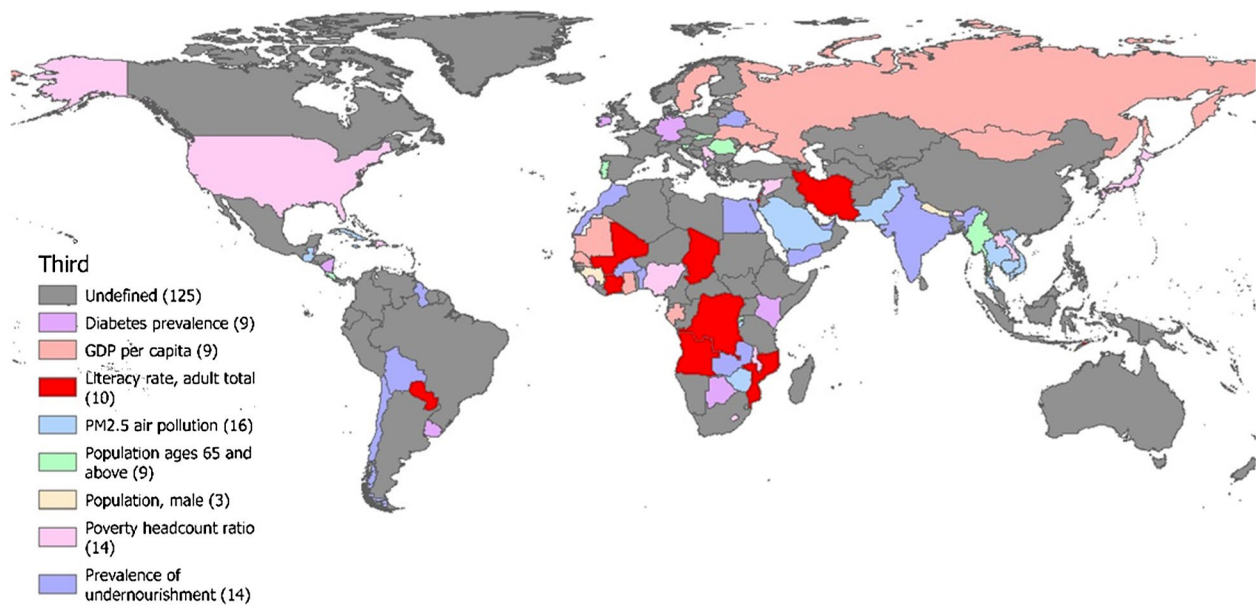 Third
Undefined (125)
Diabetes prevalence (9)
GDP per capita (9)
Literacy rate, adult total
(10)
PM2.5 air pollution (16)
Population ages 65 and
above (9)
Population, male (3)
Poverty headcount ratio
(14)
Prevalence of
undernourishment (14)